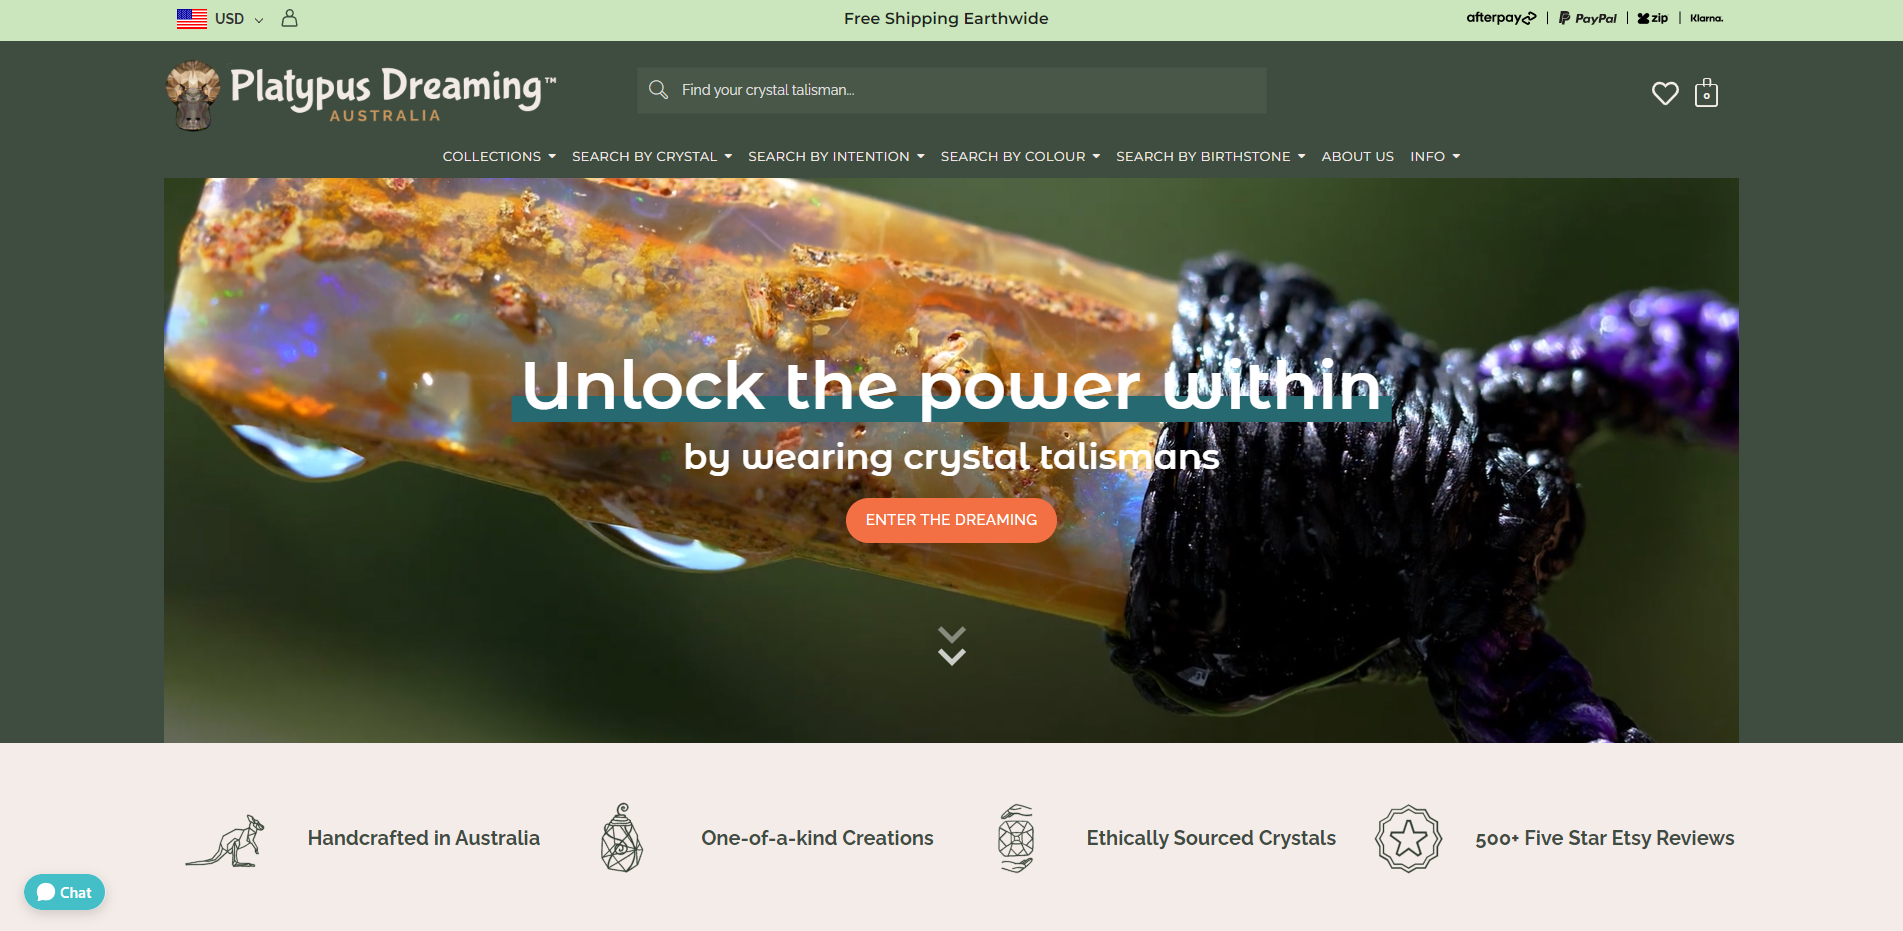 USD
Free Shipping Earthwide
afterpay | PayPal | zip | Klarna.
Platypus Dreaming™
AUSTRALIA
Find your crystal talisman...
0
COLLECTIONS SEARCH BY CRYSTAL SEARCH BY INTENTION SEARCH BY COLOUR SEARCH BY BIRTHSTONE ABOUT US INFO
Unlock the power within
by wearing crystal talismans
ENTER THE DREAMING
Handcrafted in Australia
One-of-a-kind Creations
Ethically Sourced Crystals
500+ Five Star Etsy Reviews
Chat